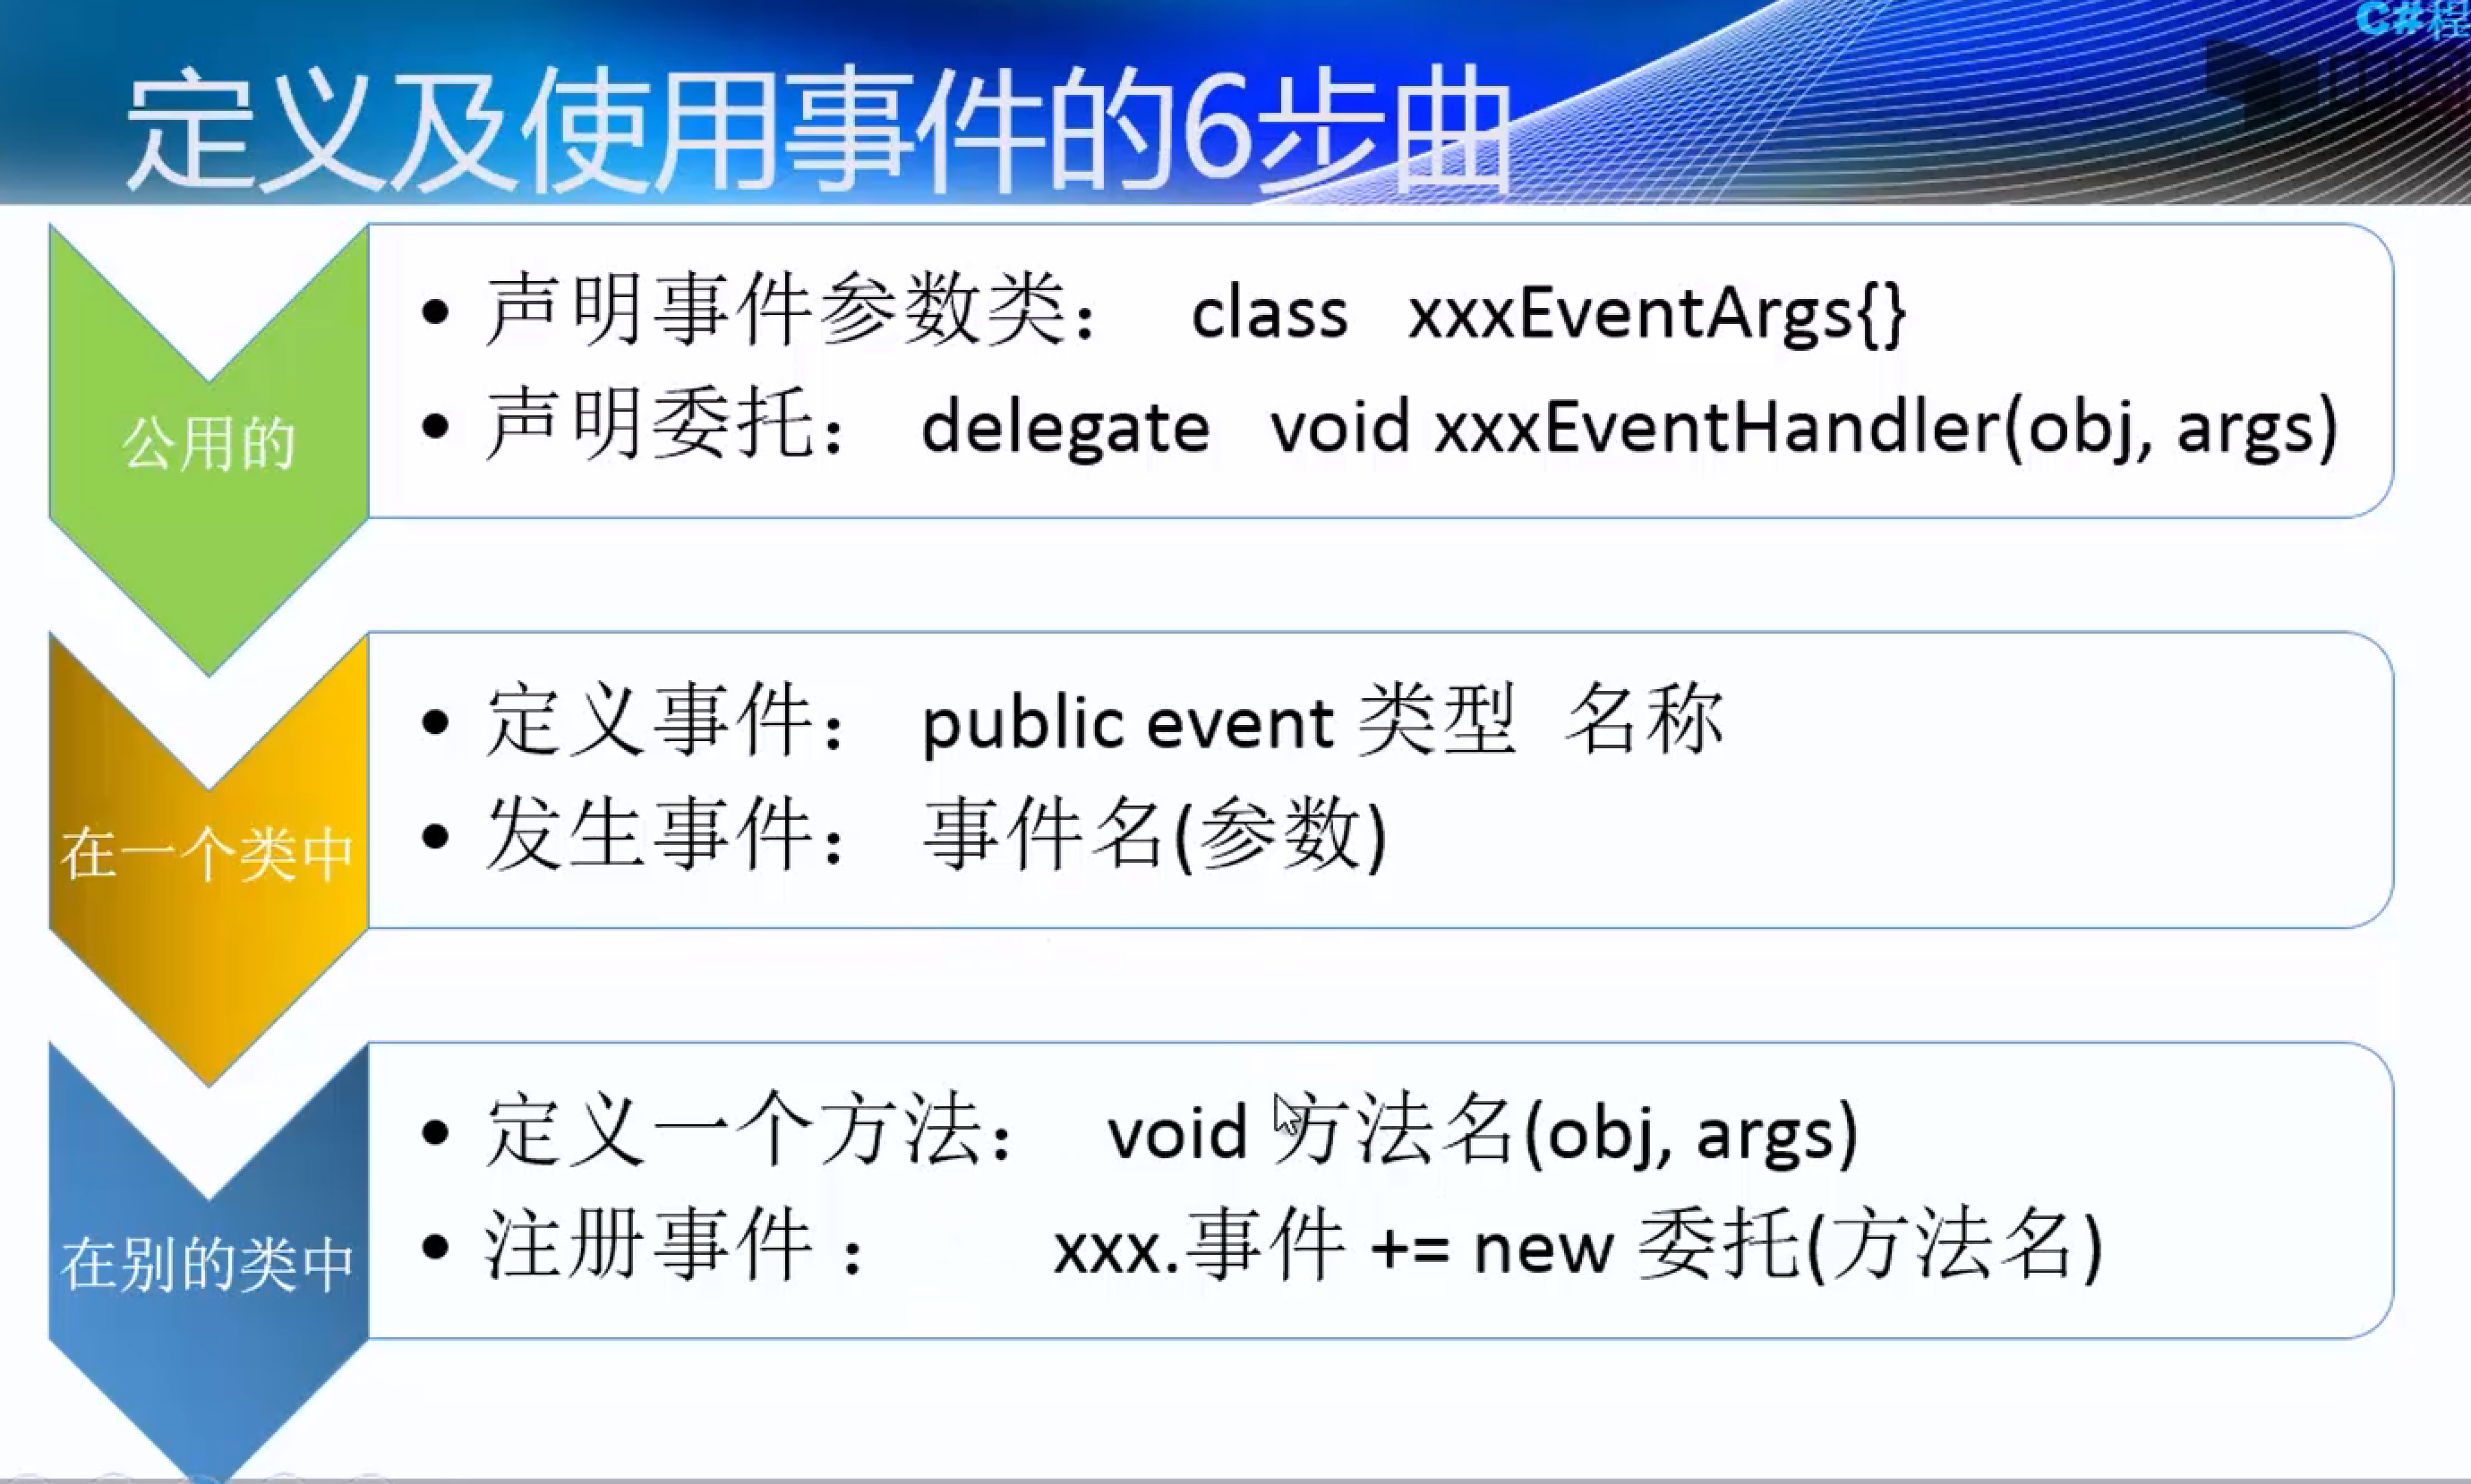 C#程
定义及使用事件的6步曲
公用的
• 声明事件参数类： class xxxEventArgs{}
• 声明委托： delegate void xxxEventHandler(obj, args)
在一个类中
• 定义事件： public event 类型 名称
• 发生事件： 事件名(参数)
在别的类中
• 定义一个方法： void 方法名(obj, args)
• 注册事件 ： xxx.事件 += new 委托(方法名)